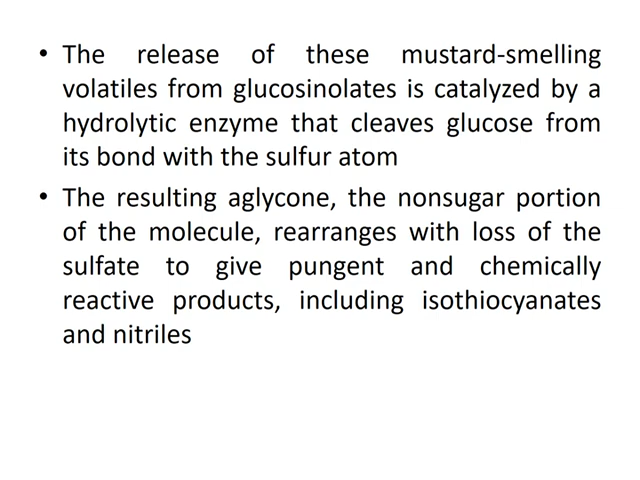 • The release of these mustard-smelling
volatiles from glucosinolates is catalyzed by a
hydrolytic enzyme that cleaves glucose from
its bond with the sulfur atom
• The resulting aglycone, the nonsugar portion
of the molecule, rearranges with loss of the
sulfate to give pungent and chemically
reactive products, including isothiocyanates
and nitriles